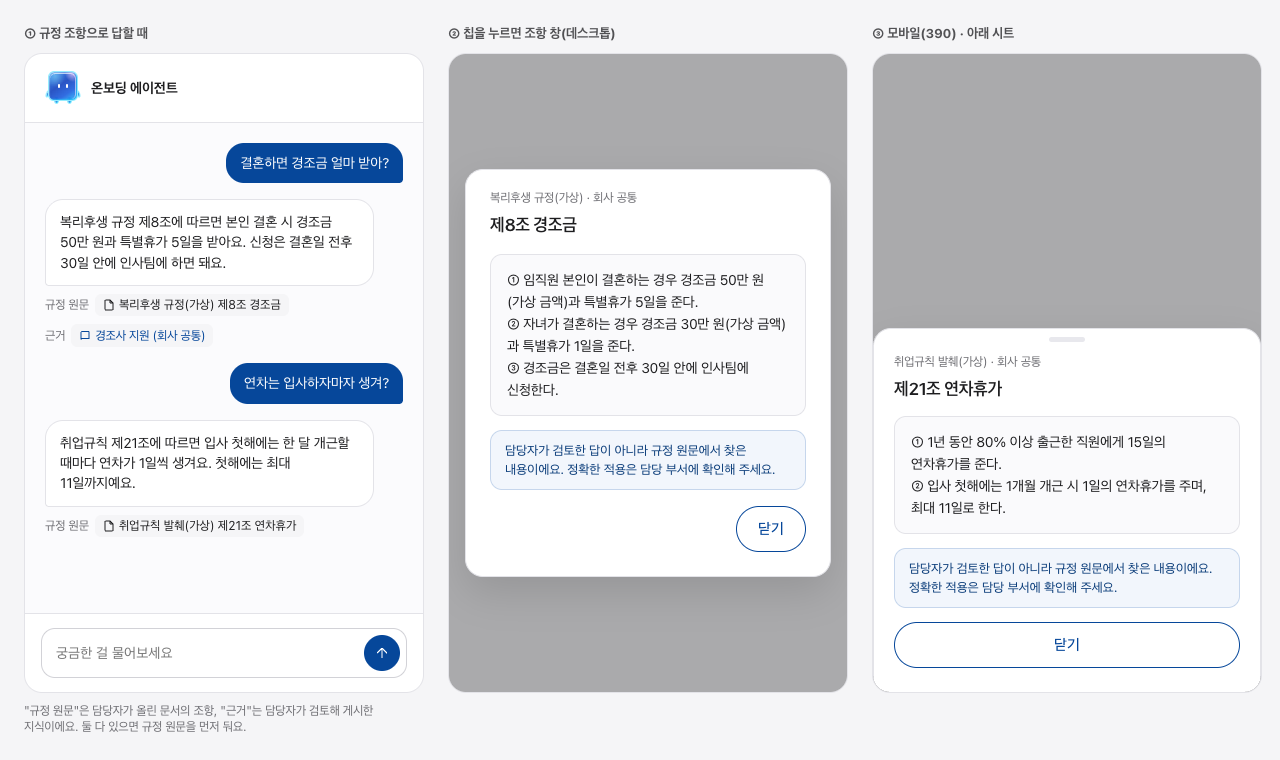 ① 규정 조항으로 답할 때
온보딩 에이전트
결혼하면 경조금 얼마 받아?
복리후생 규정 제8조에 따르면 본인 결혼 시 경조금
50만 원과 특별휴가 5일을 받아요. 신청은 결혼일 전후
30일 안에 인사팀에 하면 돼요.
규정 원문 복리후생 규정(가상) 제8조 경조금
근거 경조사 지원 (회사 공통)
연차는 입사하자마자 생겨?
취업규칙 제21조에 따르면 입사 첫해에는 한 달 개근할
때마다 연차가 1일씩 생겨요. 첫해에는 최대
11일까지예요.
규정 원문 취업규칙 발췌(가상) 제21조 연차휴가
궁금한 걸 물어보세요
"규정 원문"은 담당자가 올린 문서의 조항, "근거"는 담당자가 검토해 게시한
지식이에요. 둘 다 있으면 규정 원문을 먼저 둬요.
② 칩을 누르면 조항 창(데스크톱)
복리후생 규정(가상) · 회사 공통
제8조 경조금
① 임직원 본인이 결혼하는 경우 경조금 50만 원
(가상 금액)과 특별휴가 5일을 준다.
② 자녀가 결혼하는 경우 경조금 30만 원(가상 금액)
과 특별휴가 1일을 준다.
③ 경조금은 결혼일 전후 30일 안에 인사팀에
신청한다.
담당자가 검토한 답이 아니라 규정 원문에서 찾은
내용이에요. 정확한 적용은 담당 부서에 확인해 주세요.
닫기
③ 모바일(390) · 아래 시트
취업규칙 발췌(가상) · 회사 공통
제21조 연차휴가
① 1년 동안 80% 이상 출근한 직원에게 15일의
연차휴가를 준다.
② 입사 첫해에는 1개월 개근 시 1일의 연차휴가를 주며,
최대 11일로 한다.
담당자가 검토한 답이 아니라 규정 원문에서 찾은 내용이에요.
정확한 적용은 담당 부서에 확인해 주세요.
닫기